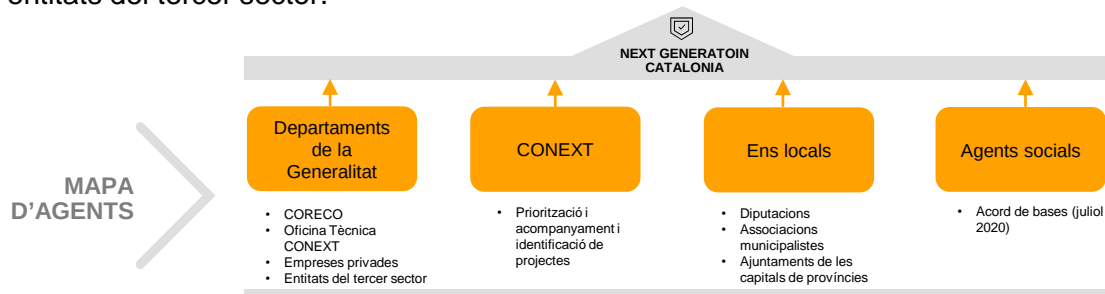 entitats del tercer sector.
NEXT GENERATOIN
CATALONIA
MAPA
D'AGENTS
Departaments
de la
Generalitat
• CORECO
• Oficina Tècnica
CONEXT
• Empreses privades
• Entitats del tercer sector
CONEXT
• Priorització i
acompanyament i
identificació de
projectes
Ens locals
• Diputacions
• Associacions
municipalistes
• Ajuntaments de les
capitals de províncies
Agents socials
• Acord de bases (juliol
2020)